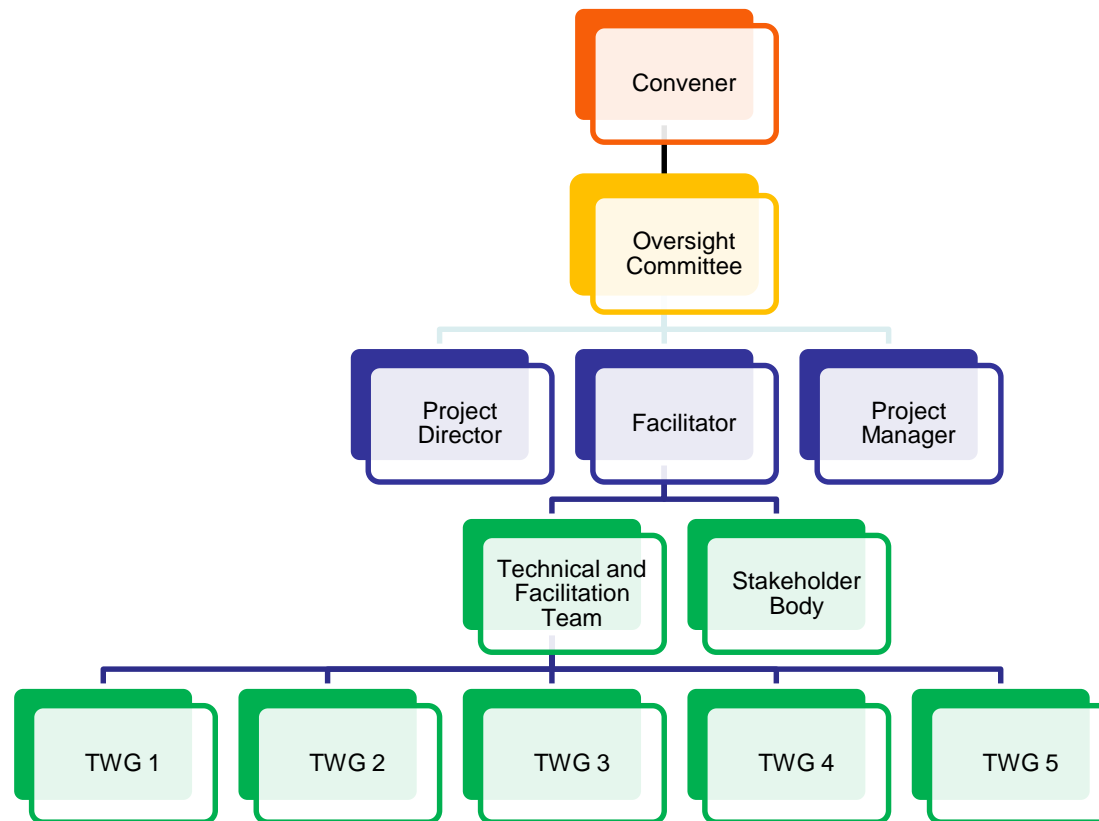 Convener
Oversight
Committee
Project
Director
Facilitator
Project
Manager
Technical and
Facilitation
Team
Stakeholder
Body
TWG 1
TWG 2
TWG 3
TWG 4
TWG 5